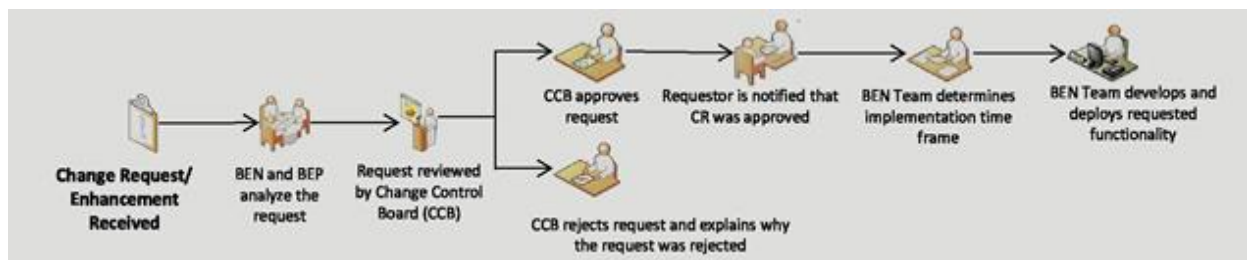 Change Request/
Enhancement
Received
BEN and BEP
analyze the
request
Request reviewed
by Change Control
Board (CCB)
CCB approves
request
Requestor is notified that
CR was approved
BEN Team determines
implementation time
frame
BEN Team develops and
deploys requested
functionality
CCB rejects request and explains why
the request was rejected